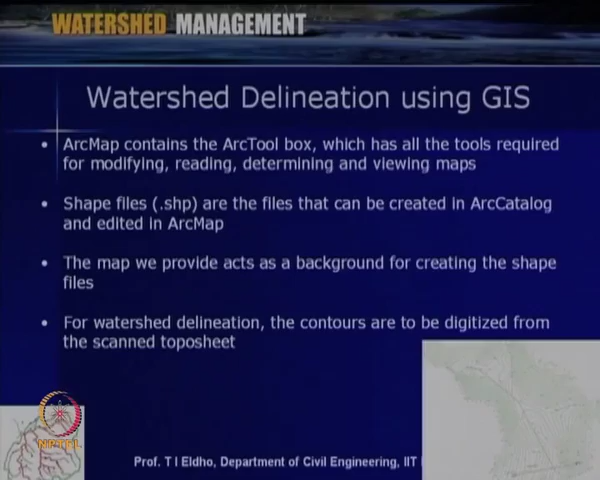 WATERSHED MANAGEMENT
Watershed Delineation using GIS
• ArcMap contains the ArcTool box, which has all the tools required
for modifying, reading, determining and viewing maps
• Shape files (.shp) are the files that can be created in ArcCatalog
and edited in ArcMap
• The map we provide acts as a background for creating the shape
files
• For watershed delineation, the contours are to be digitized from
the scanned toposheet
NPTEL
Prof. T I Eldho, Department of Civil Engineering, IIT